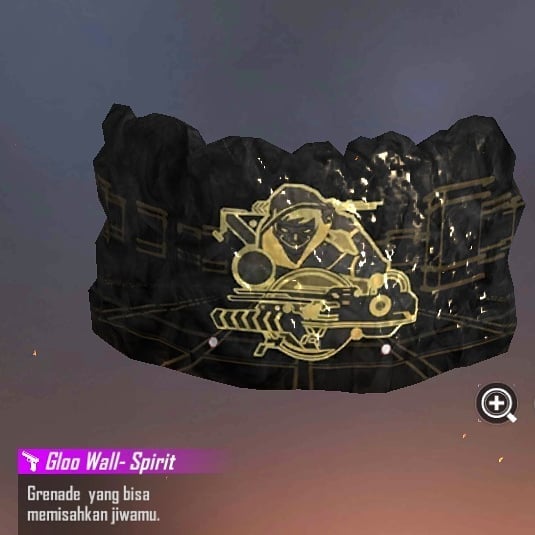 Gloo Wall- Spirit
Grenade yang bisa
memisahkan jiwamu.